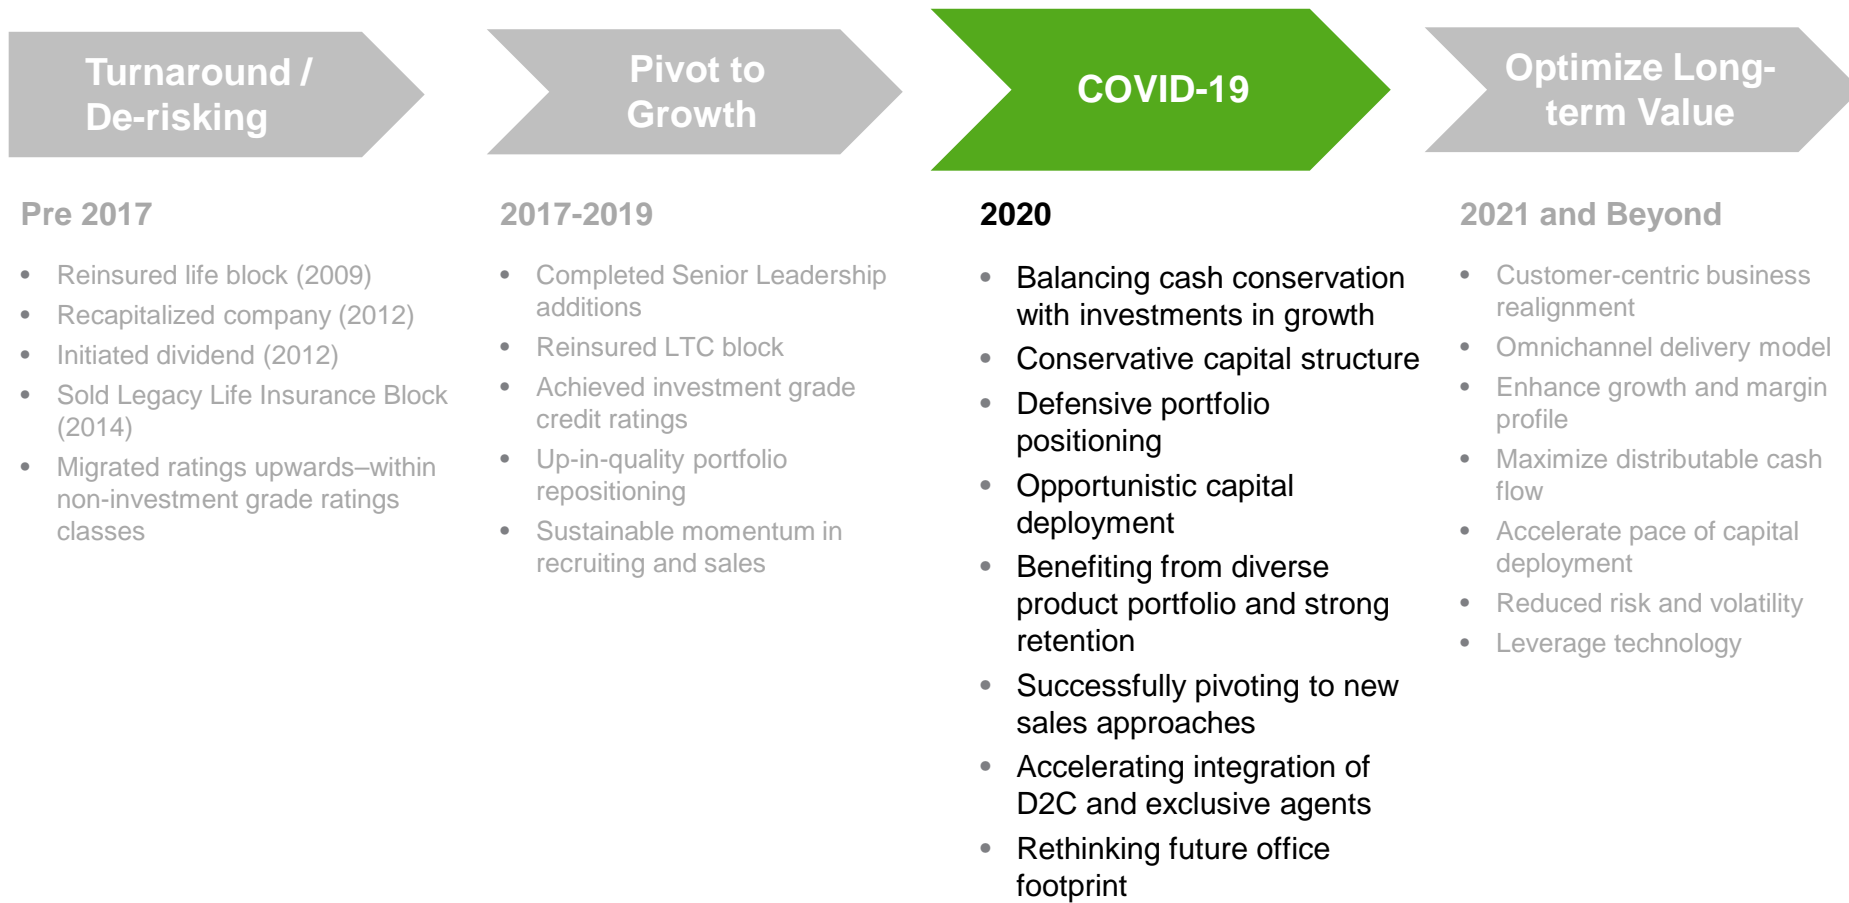 Turnaround /
De-risking
Pre 2017
• Reinsured life block (2009)
• Recapitalized company (2012)
• Initiated dividend (2012)
• Sold Legacy Life Insurance Block
(2014)
• Migrated ratings upwards–within
non-investment grade ratings
classes
Pivot to
Growth
2017-2019
• Completed Senior Leadership
additions
• Reinsured LTC block
• Achieved investment grade
credit ratings
• Up-in-quality portfolio
repositioning
• Sustainable momentum in
recruiting and sales
COVID-19
2020
• Balancing cash conservation
with investments in growth
• Conservative capital structure
• Defensive portfolio
positioning
• Opportunistic capital
deployment
• Benefiting from diverse
product portfolio and strong
retention
• Successfully pivoting to new
sales approaches
• Accelerating integration of
D2C and exclusive agents
• Rethinking future office
footprint
Optimize Long-
term Value
2021 and Beyond
• Customer-centric business
realignment
• Omnichannel delivery model
• Enhance growth and margin
profile
• Maximize distributable cash
flow
• Accelerate pace of capital
deployment
• Reduced risk and volatility
• Leverage technology